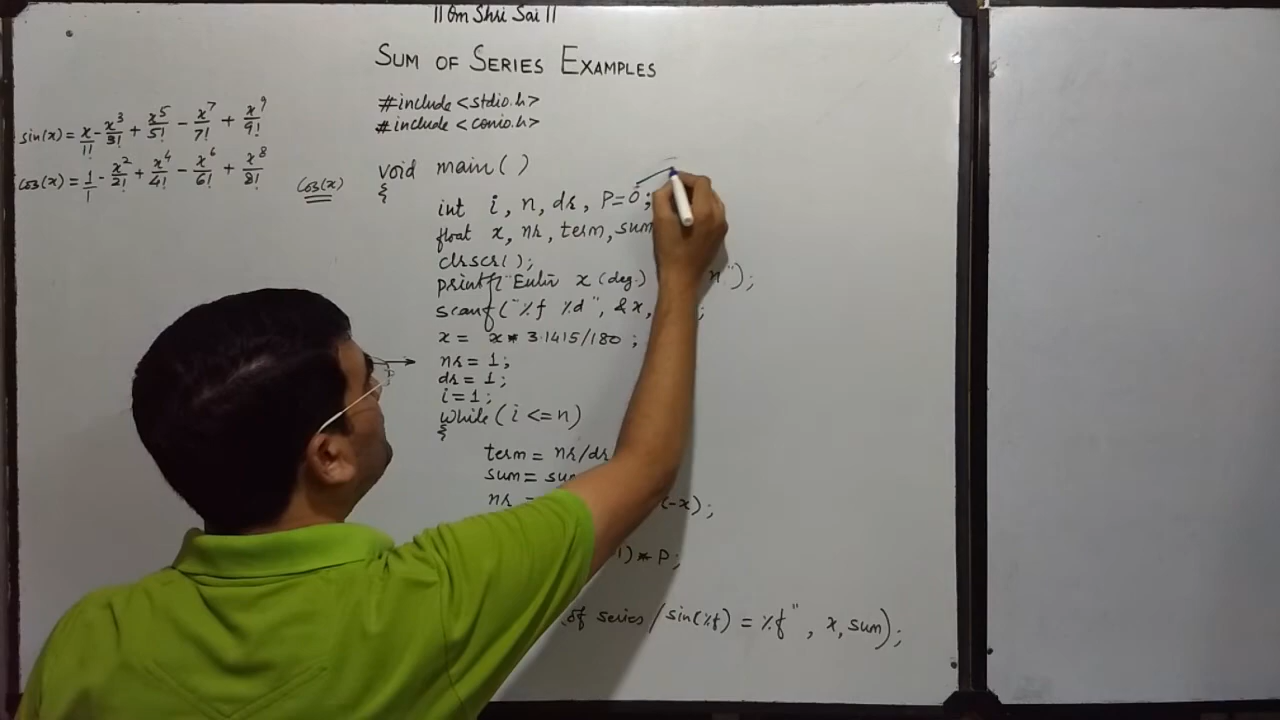 || Om Shri Sai ||
SUM OF SERIES EXAMPLES
sin(x) = x/1! - x³/3! + x⁵/5! - x⁷/7! + x⁹/9!
cos(x) = 1/1 - x²/2! + x⁴/4! - x⁶/6! + x⁸/8!
cos(x)
#include <stdio.h>
#include <conio.h>
void main( )
{
int i, n, dr, P=0;
float x, nr, term, sum
clrscr( );
printf("Enter x (deg.) n");
scanf("%f %d", &x, ;
x = x * 3.1415/180 ;
nr = 1;
dr = 1;
i = 1;
while( i <= n)
{
term = nr/dr
sum = su
nr = (-x);
1) * P;
of series / sin(%f) = %f", x, sum);